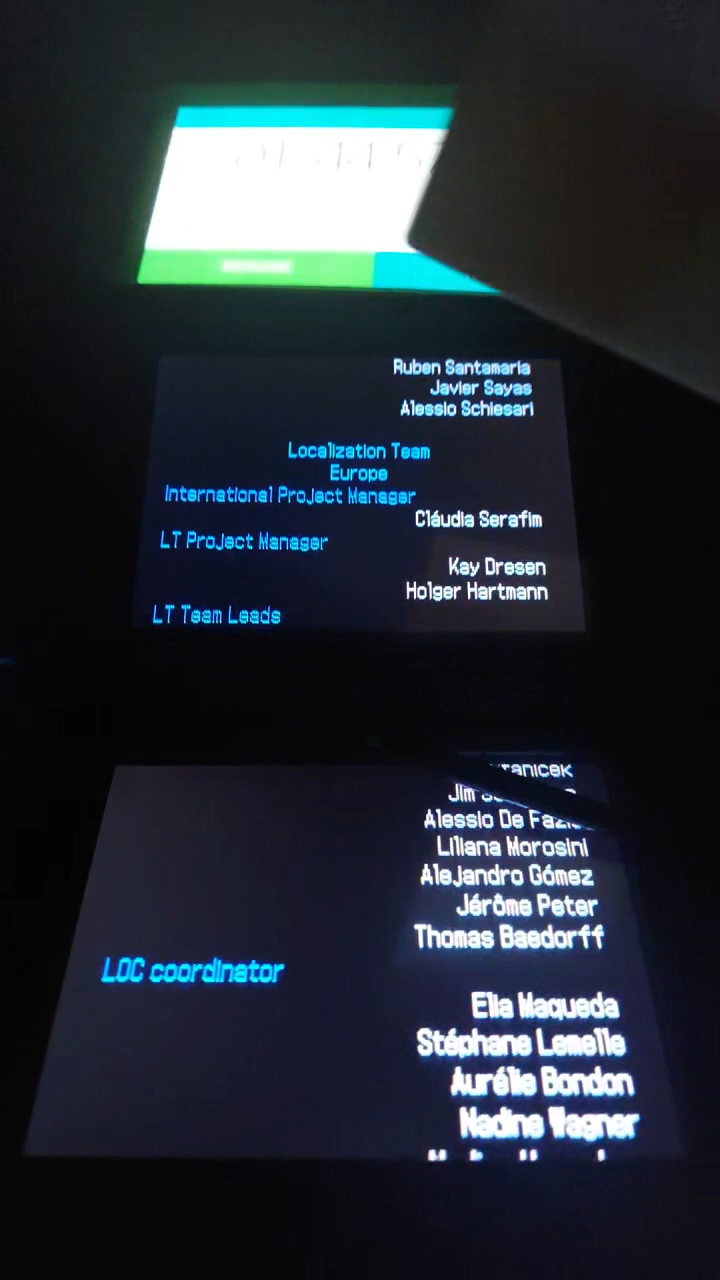 Ruben Santamaria
Javier Sayas
Alessio Schiesari
Localization Team
Europe
International Project Manager
Cláudia Serafim
LT Project Manager
Kay Dresen
Holger Hartmann
LT Team Leads
Jim
Alessio De
Liliana Morosini
Alejandro Gómez
Jérôme Peter
Thomas Baedorff
LOC coordinator
Elia Maqueda
Stéphane Lemelle
Aurélie Bondon
Nadine Wagner